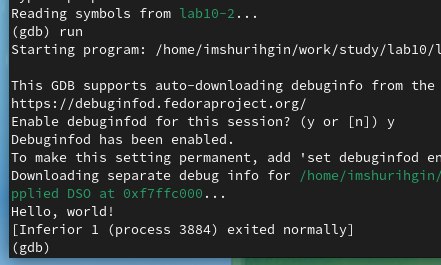 Reading symbols from lab10-2...
(gdb) run
Starting program: /home/imshurihgin/work/study/lab10/l
This GDB supports auto-downloading debuginfo from the
https://debuginfod.fedoraproject.org/
Enable debuginfod for this session? (y or [n]) y
Debuginfod has been enabled.
To make this setting permanent, add 'set debuginfod en
Downloading separate debug info for /home/imshurihgin/
pplied DSO at 0xf7ffc000...
Hello, world!
[Inferior 1 (process 3884) exited normally]
(gdb)